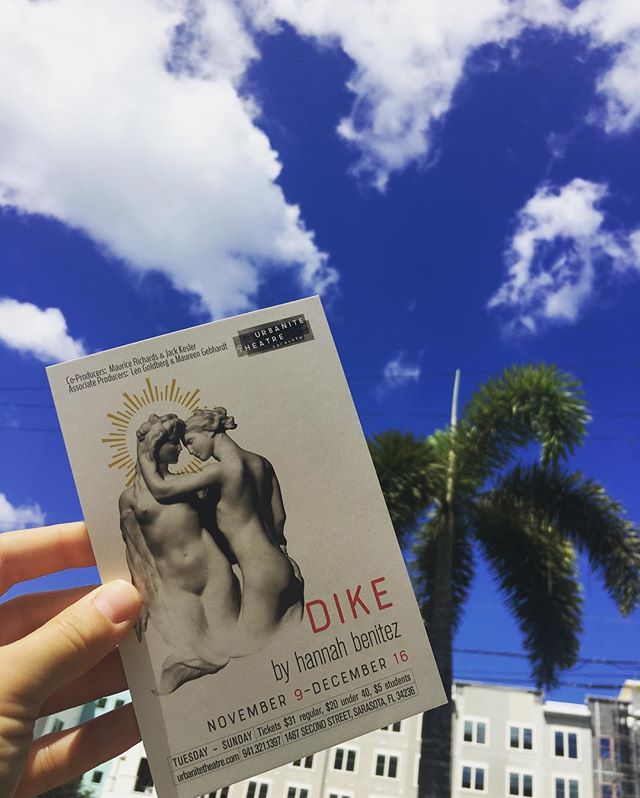 Co-Producers: Maurice Richards & Jack Kesler
Associate Producers: Len Goldberg & Maureen Gebhardt
URBANITE
THEATRE
sarasota
DIKE
by hannah benitez
NOVEMBER 9-DECEMBER 16
TUESDAY – SUNDAY
Tickets $31 regular, $20 under 40, $5 students
urbanitetheatre.com 941.321.1397
1487 SECOND STREET, SARASOTA, FL 34236